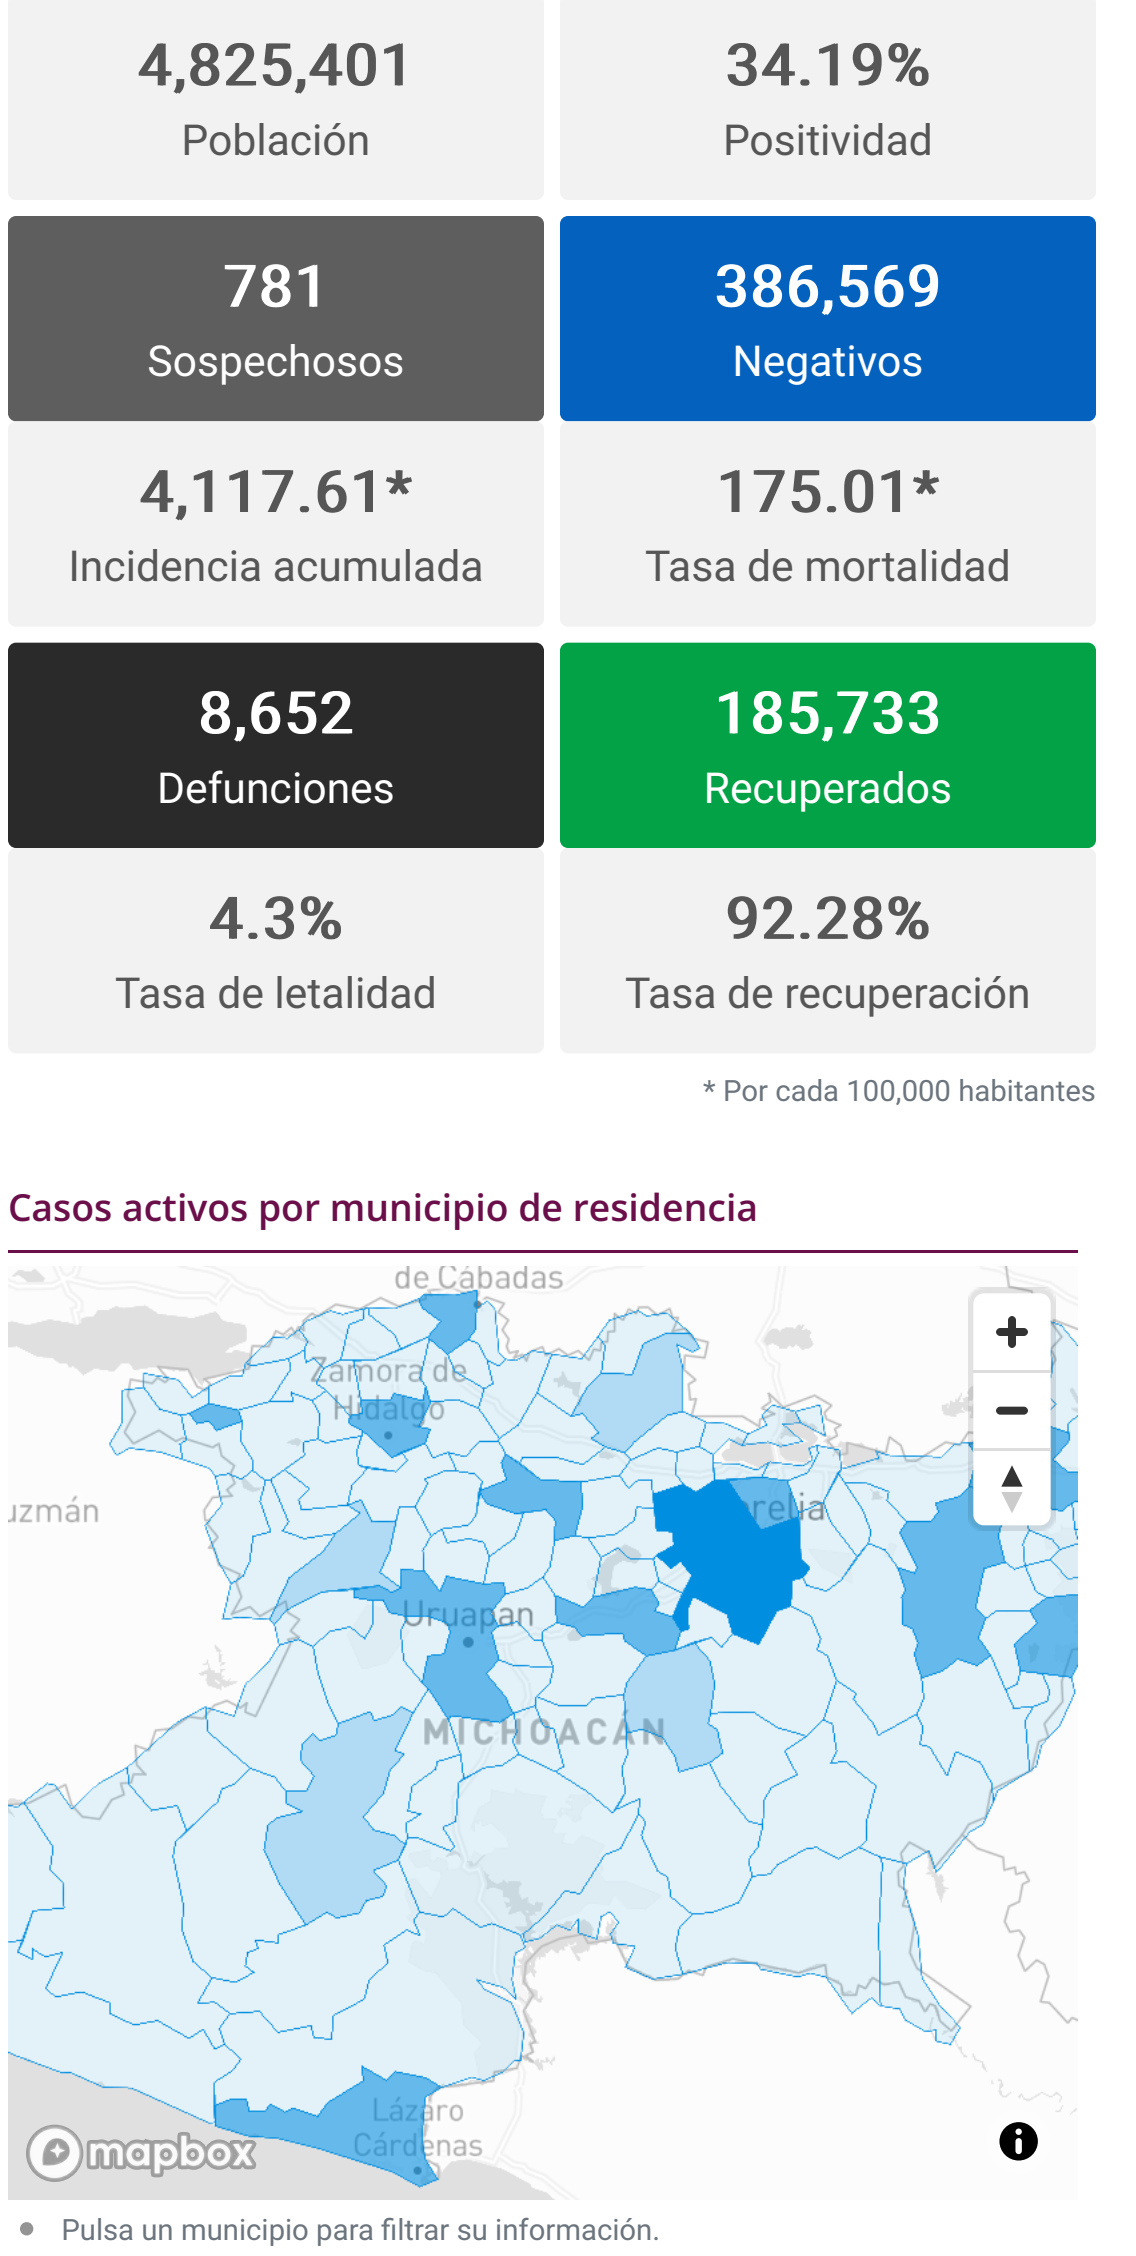 4,825,401
Población
34.19%
Positividad
781
Sospechosos
386,569
Negativos
4,117.61*
Incidencia acumulada
175.01*
Tasa de mortalidad
8,652
Defunciones
185,733
Recuperados
4.3%
Tasa de letalidad
92.28%
Tasa de recuperación
* Por cada 100,000 habitantes
Casos activos por municipio de residencia
de Cabadas
Zamora de
Hidalgo
uzmán
relia
Uruapan
MICHOACÁN
Lázaro
Cárdenas
mapbox
Pulsa un municipio para filtrar su información.